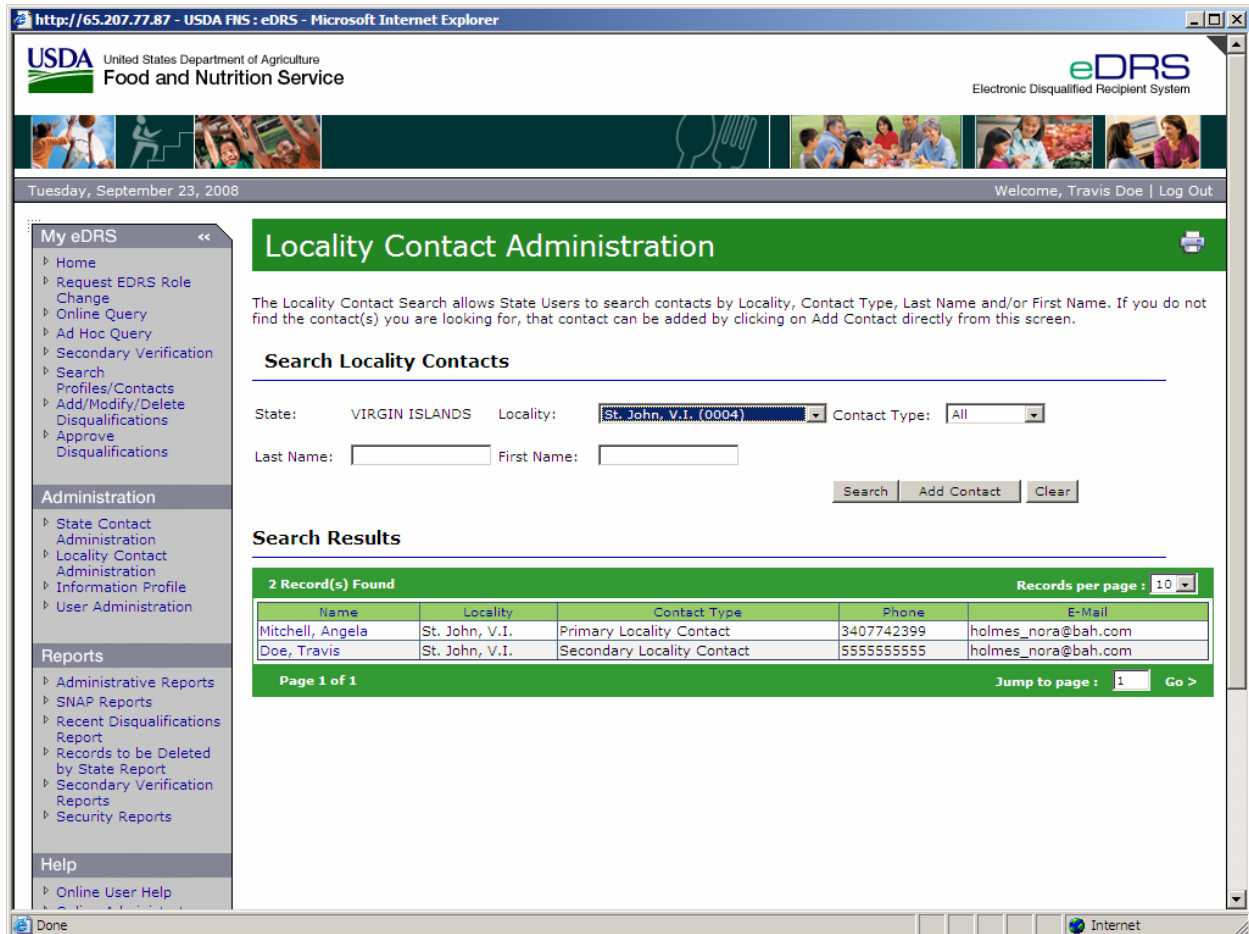 http://65.207.77.87 - USDA FNS : eDRS - Microsoft Internet Explorer
USDA
United States Department of Agriculture
Food and Nutrition Service
eDRS
Electronic Disqualified Recipient System
Tuesday, September 23, 2008
Welcome, Travis Doe | Log Out
My eDRS <<
Home
Request EDRS Role
Change
Online Query
Ad Hoc Query
Secondary Verification
Search
Profiles/Contacts
Add/Modify/Delete
Disqualifications
Approve
Disqualifications
Administration
State Contact
Administration
Locality Contact
Administration
Information Profile
User Administration
Reports
Administrative Reports
SNAP Reports
Recent Disqualifications
Report
Records to be Deleted
by State Report
Secondary Verification
Reports
Security Reports
Help
Online User Help
Locality Contact Administration
The Locality Contact Search allows State Users to search contacts by Locality, Contact Type, Last Name and/or First Name. If you do not
find the contact(s) you are looking for, that contact can be added by clicking on Add Contact directly from this screen.
Search Locality Contacts
State: VIRGIN ISLANDS Locality: St. John, V.I. (0004) Contact Type: All
Last Name: First Name:
Search Add Contact Clear
Search Results
2 Record(s) Found Records per page : 10
Name Locality Contact Type Phone E-Mail
Mitchell, Angela St. John, V.I. Primary Locality Contact 3407742399 holmes_nora@bah.com
Doe, Travis St. John, V.I. Secondary Locality Contact 5555555555 holmes_nora@bah.com
Page 1 of 1 Jump to page : 1 Go >
Done Internet